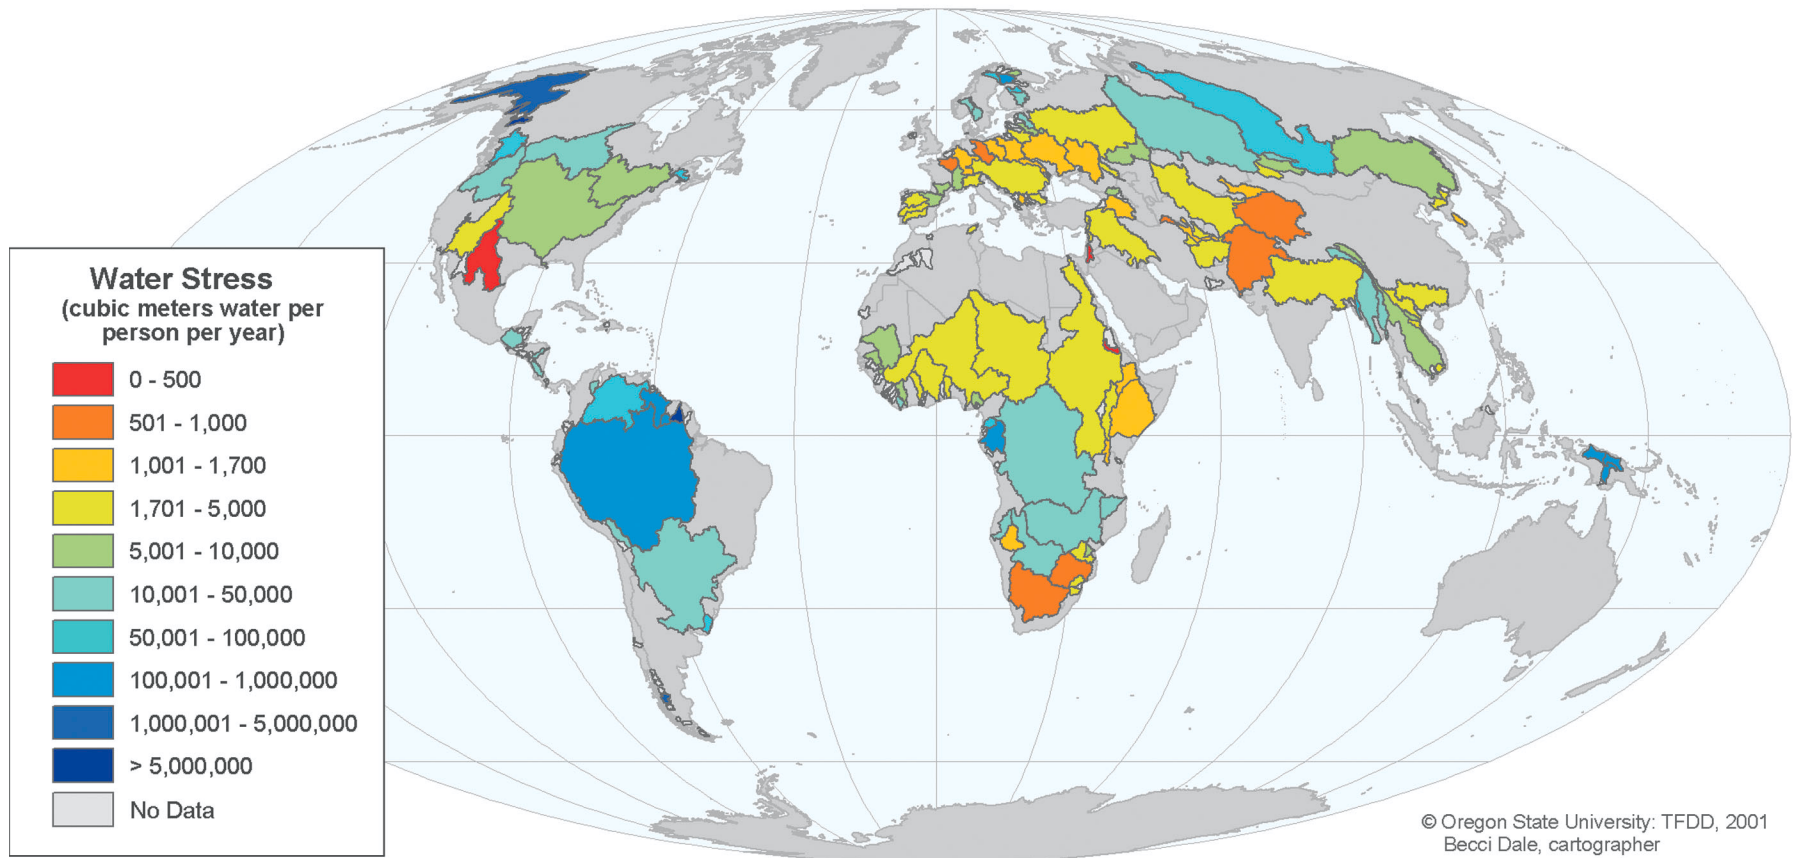 Water Stress
(cubic meters water per
person per year)
0 - 500
501 - 1,000
1,001 - 1,700
1,701 - 5,000
5,001 - 10,000
10,001 - 50,000
50,001 - 100,000
100,001 - 1,000,000
1,000,001 - 5,000,000
> 5,000,000
No Data
© Oregon State University: TFDD, 2001
Becci Dale, cartographer